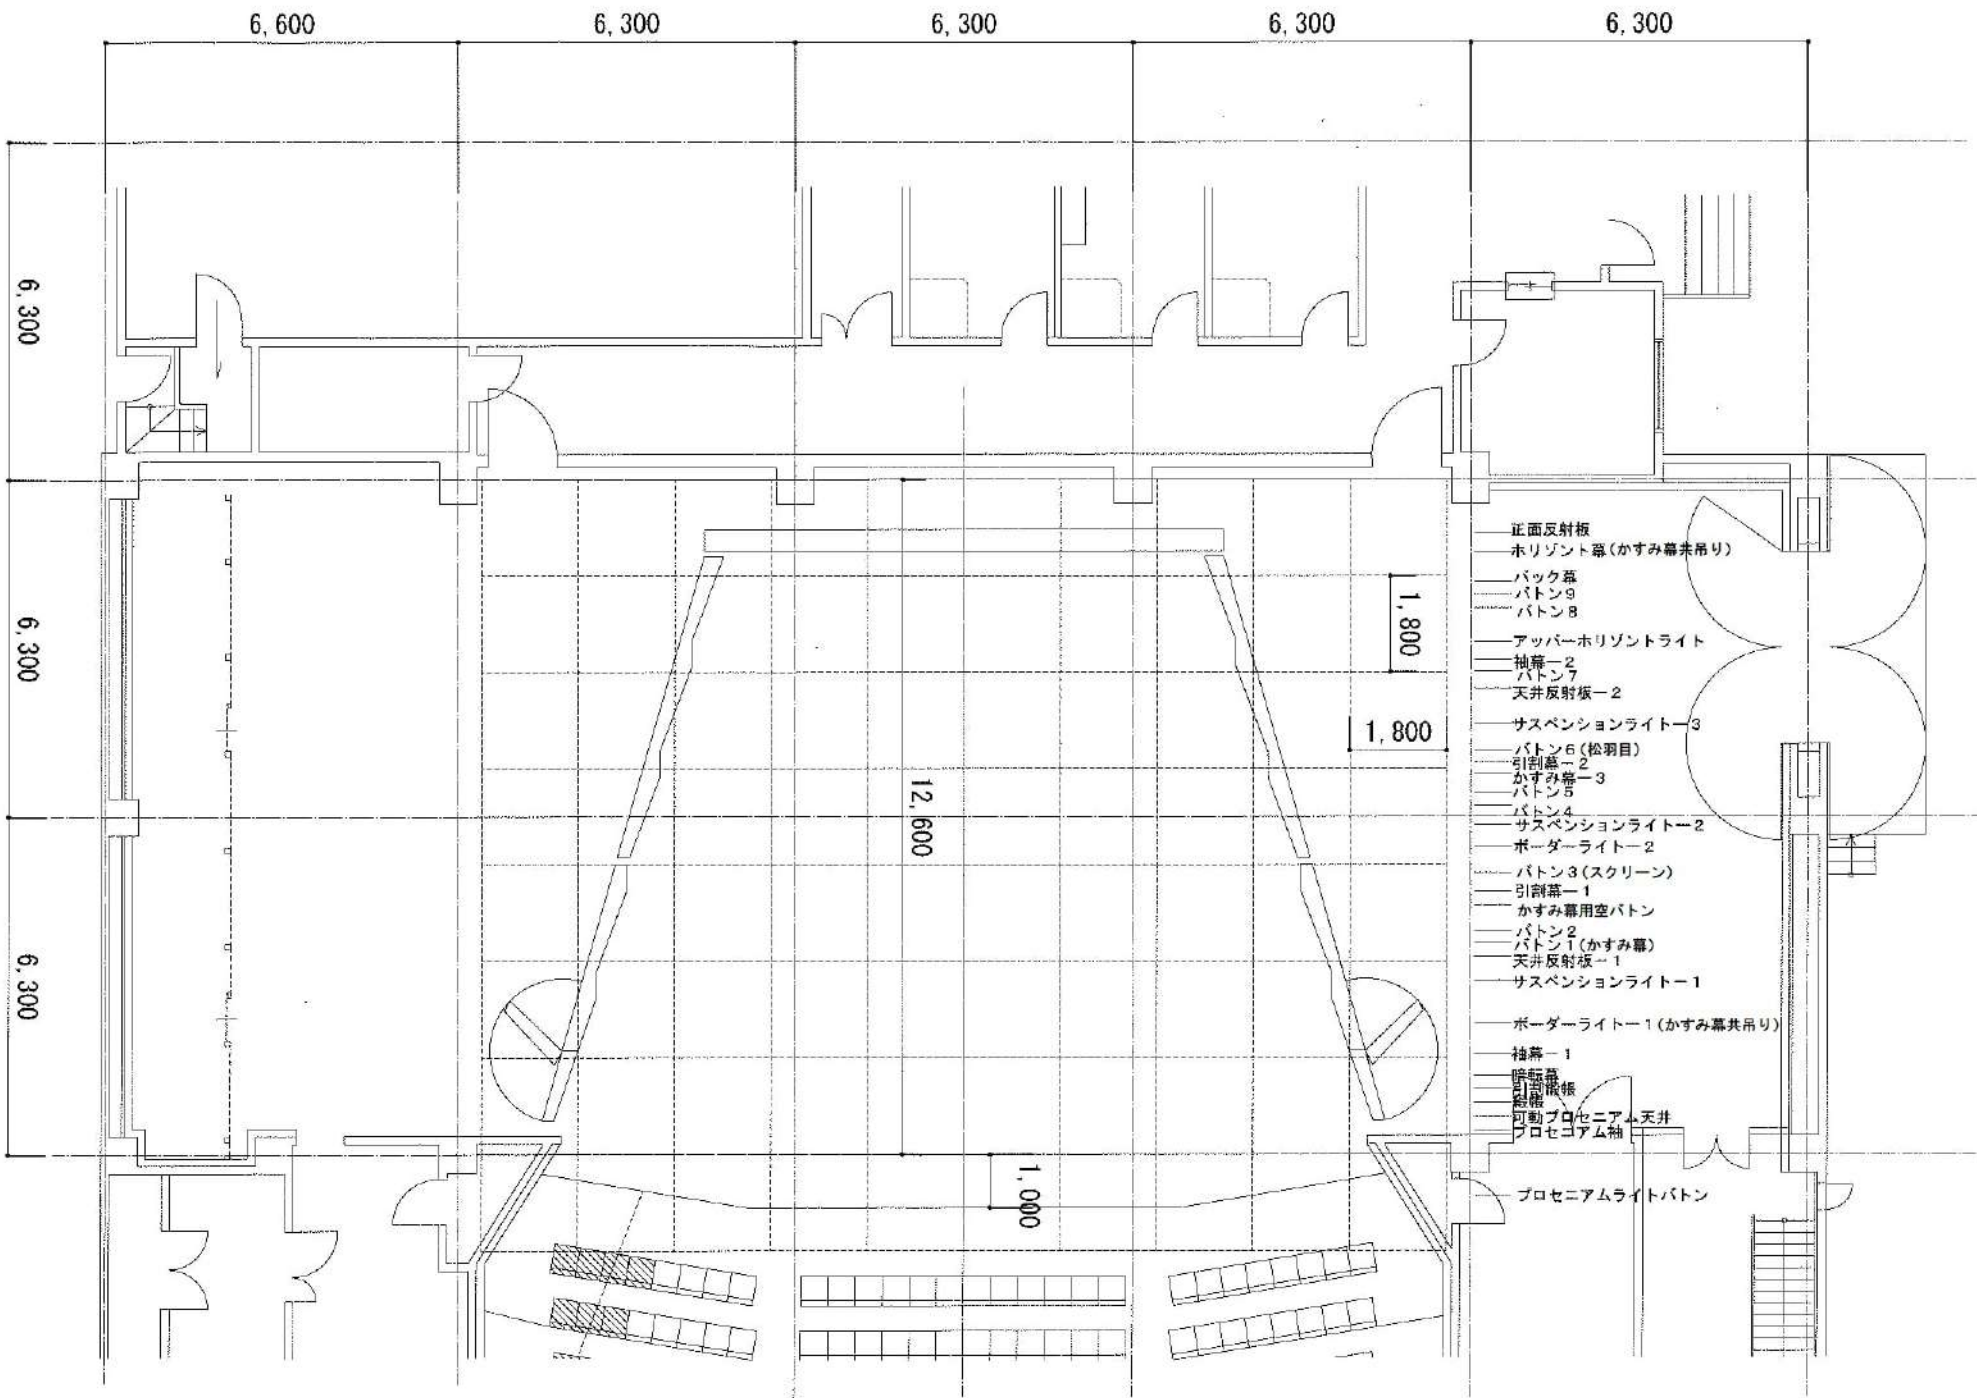 6,600
6,300
6,300
6,300
6,300
6,300
6,300
6,300
1,800
1,800
12,600
1,000
正面反射板
ホリゾント幕(かすみ幕共吊り)
バック幕
バトン9
バトン8
アッパーホリゾントライト
袖幕ー2
バトン7
天井反射板ー2
サスペンションライトー3
バトン6(松羽目)
引割幕ー2
かすみ幕ー3
バトン5
バトン4
サスペンションライトー2
ボーダーライトー2
バトン3(スクリーン)
引割幕ー1
かすみ幕用空バトン
バトン2
バトン1(かすみ幕)
天井反射板ー1
サスペンションライトー1
ボーダーライトー1(かすみ幕共吊り)
袖幕ー1
暗転幕
引割緞帳
緞帳
可動プロセニアム天井
プロセニアム袖
プロセニアムライトバトン